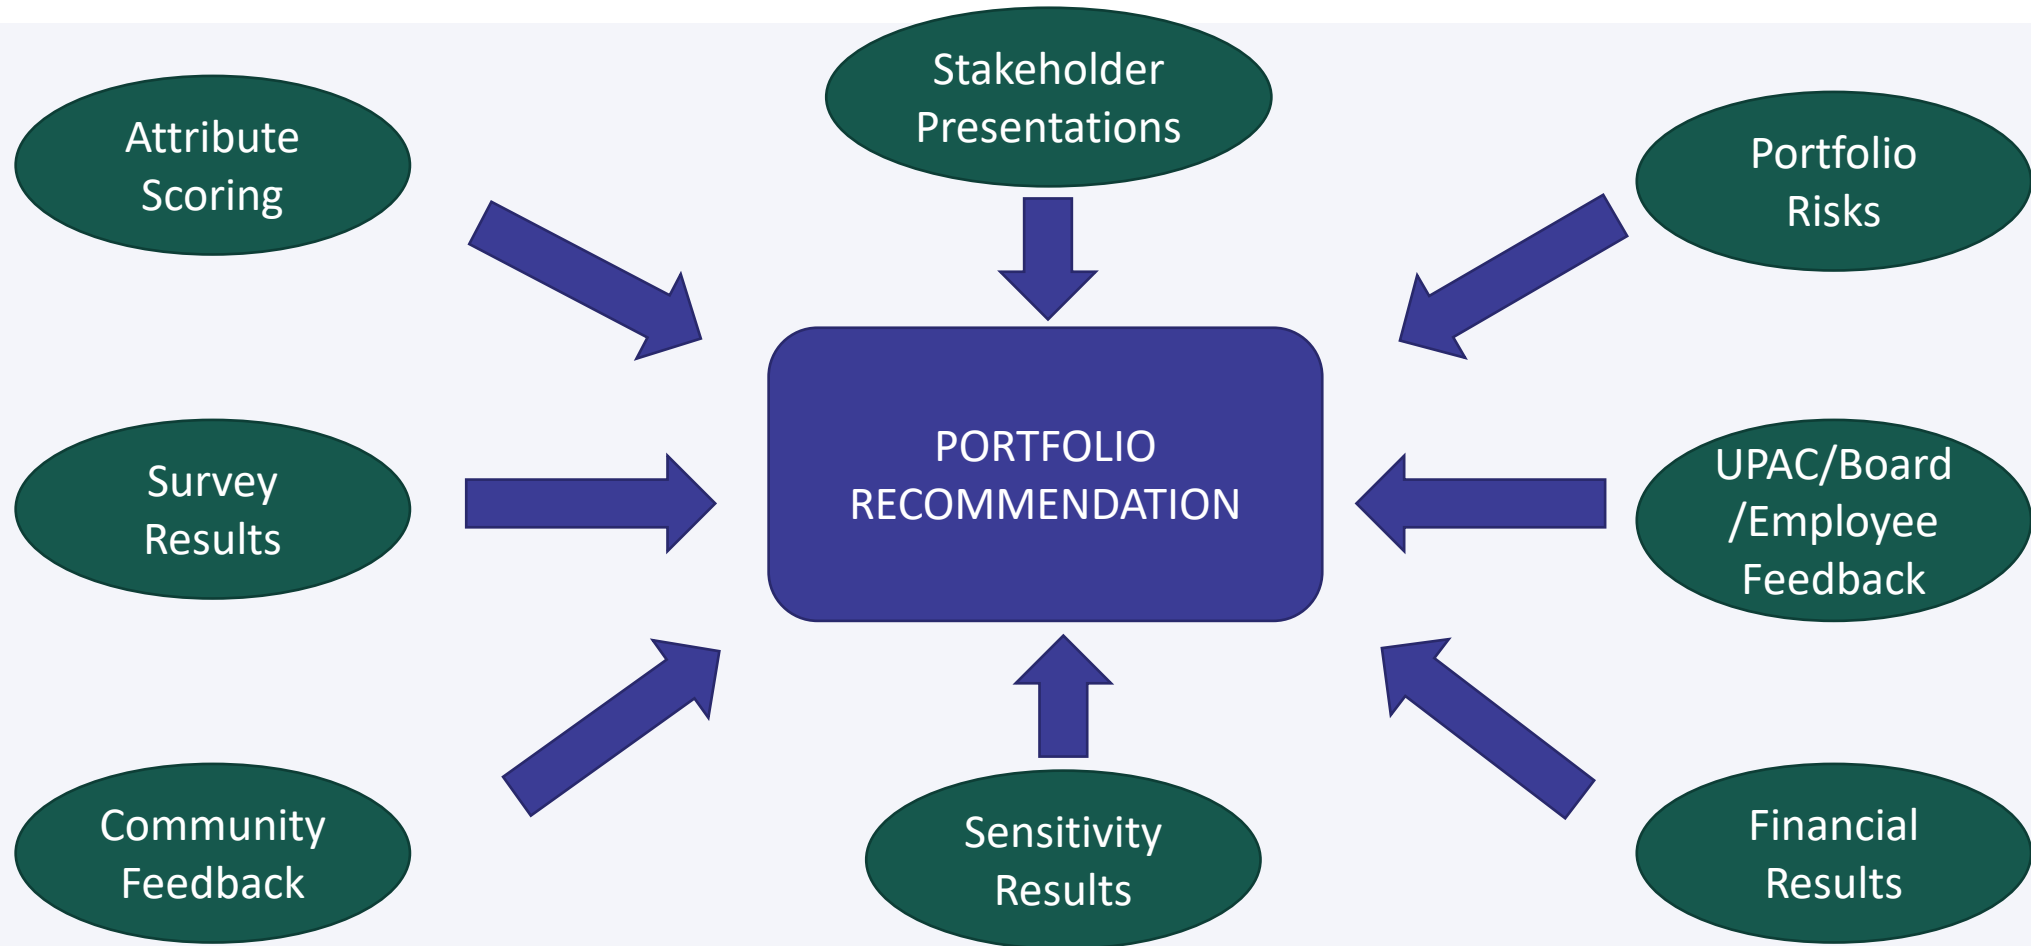 Stakeholder
Presentations
Attribute
Scoring
Portfolio
Risks
PORTFOLIO
RECOMMENDATION
Survey
Results
UPAC/Board
/Employee
Feedback
Community
Feedback
Sensitivity
Results
Financial
Results